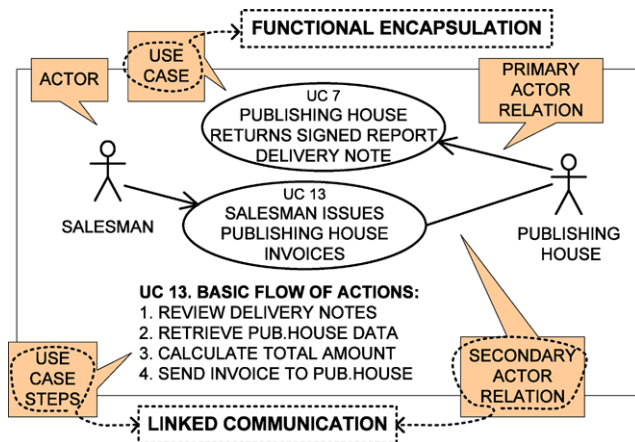 FUNCTIONAL ENCAPSULATION
USE
CASE
ACTOR
PRIMARY
ACTOR
RELATION
UC 7
PUBLISHING HOUSE
RETURNS SIGNED REPORT
DELIVERY NOTE
SALESMAN
UC 13
SALESMAN ISSUES
PUBLISHING HOUSE
INVOICES
PUBLISHING
HOUSE
UC 13. BASIC FLOW OF ACTIONS:
1. REVIEW DELIVERY NOTES
2. RETRIEVE PUB.HOUSE DATA
3. CALCULATE TOTAL AMOUNT
4. SEND INVOICE TO PUB.HOUSE
USE
CASE
STEPS
SECONDARY
ACTOR
RELATION
LINKED COMMUNICATION